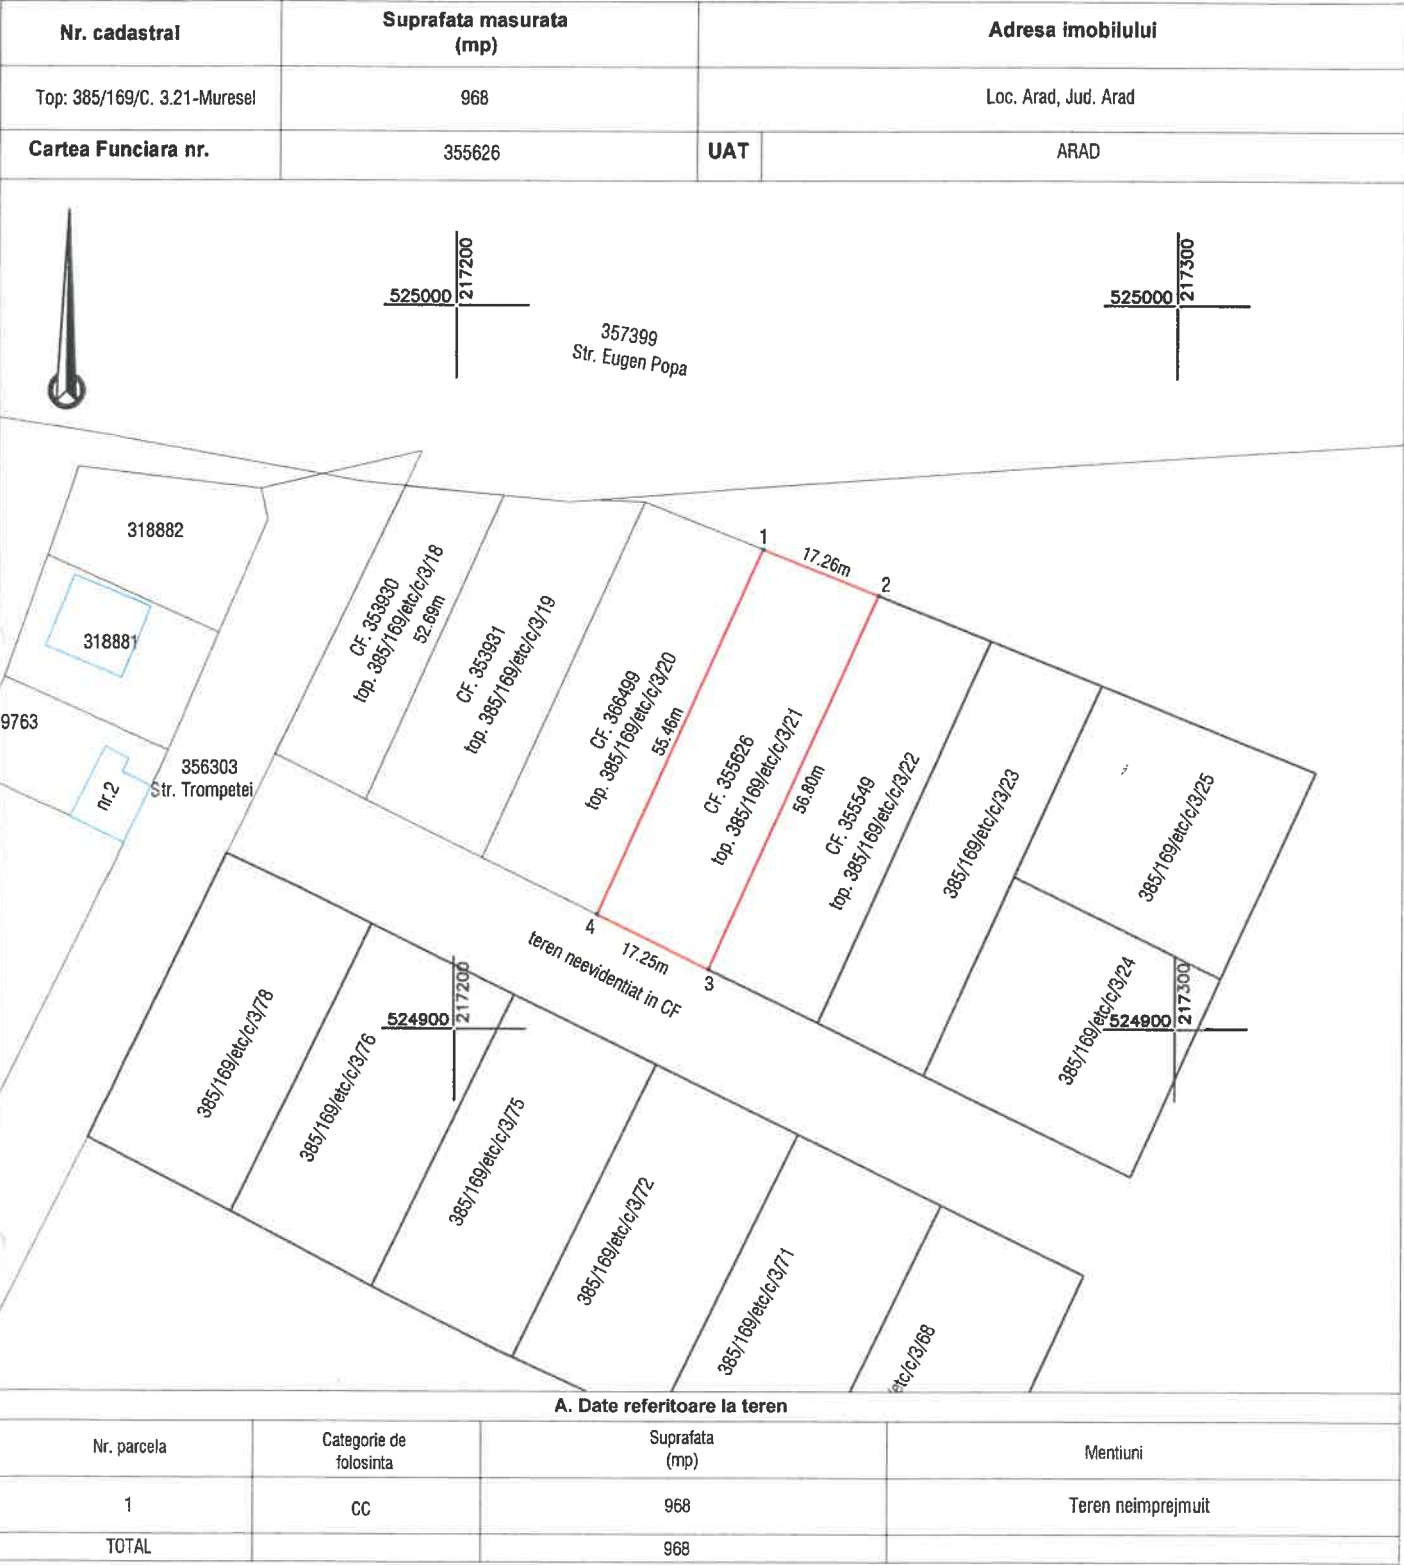 Nr. cadastral
Suprafata masurata
(mp)
Adresa imobilului
Top: 385/169/C. 3.21-Muresel
968
Loc. Arad, Jud. Arad
Cartea Funciara nr.
355626
UAT
ARAD
525000
217200
525000
217300
357399
Str. Eugen Popa
318882
318881
9763
nr.2
356303
Str. Trompetei
CF. 353930
top. 385/169/etc/c/3/18
52.69m
CF. 353931
top. 385/169/etc/c/3/19
CF. 366499
top. 385/169/etc/c/3/20
55.46m
1
17.26m
2
CF. 355626
top. 385/169/etc/c/3/21
56.80m
CF. 355549
top. 385/169/etc/c/3/22
385/169/etc/c/3/23
385/169/etc/c/3/25
385/169/etc/c/3/24
4
17.25m
3
teren neevidentiat in CF
524900
217200
524900
217300
385/169/etc/c/3/78
385/169/etc/c/3/76
385/169/etc/c/3/75
385/169/etc/c/3/72
385/169/etc/c/3/71
etc/c/3/68
A. Date referitoare la teren
Nr. parcela
Categorie de
folosinta
Suprafata
(mp)
Mentiuni
1
CC
968
Teren neimprejmuit
TOTAL
968